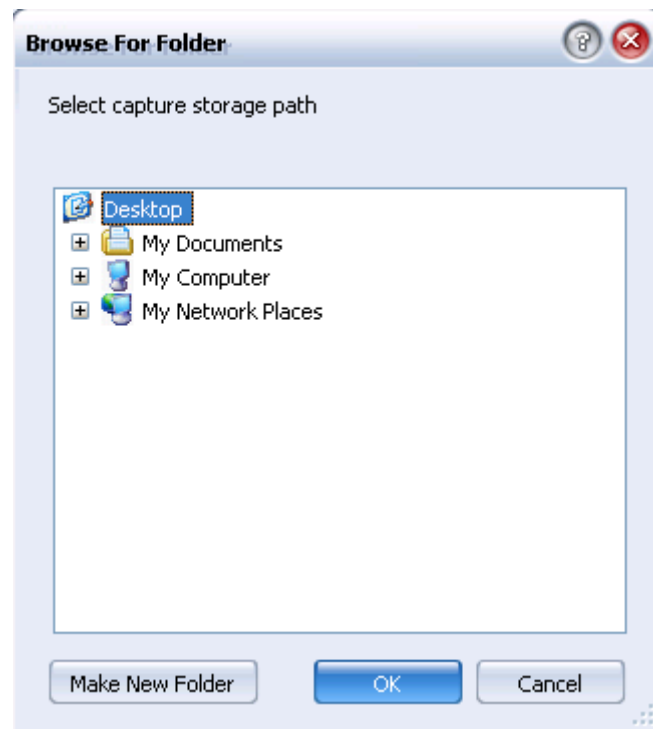 Browse For Folder
Select capture storage path
Desktop
My Documents
My Computer
My Network Places
Make New Folder
OK
Cancel